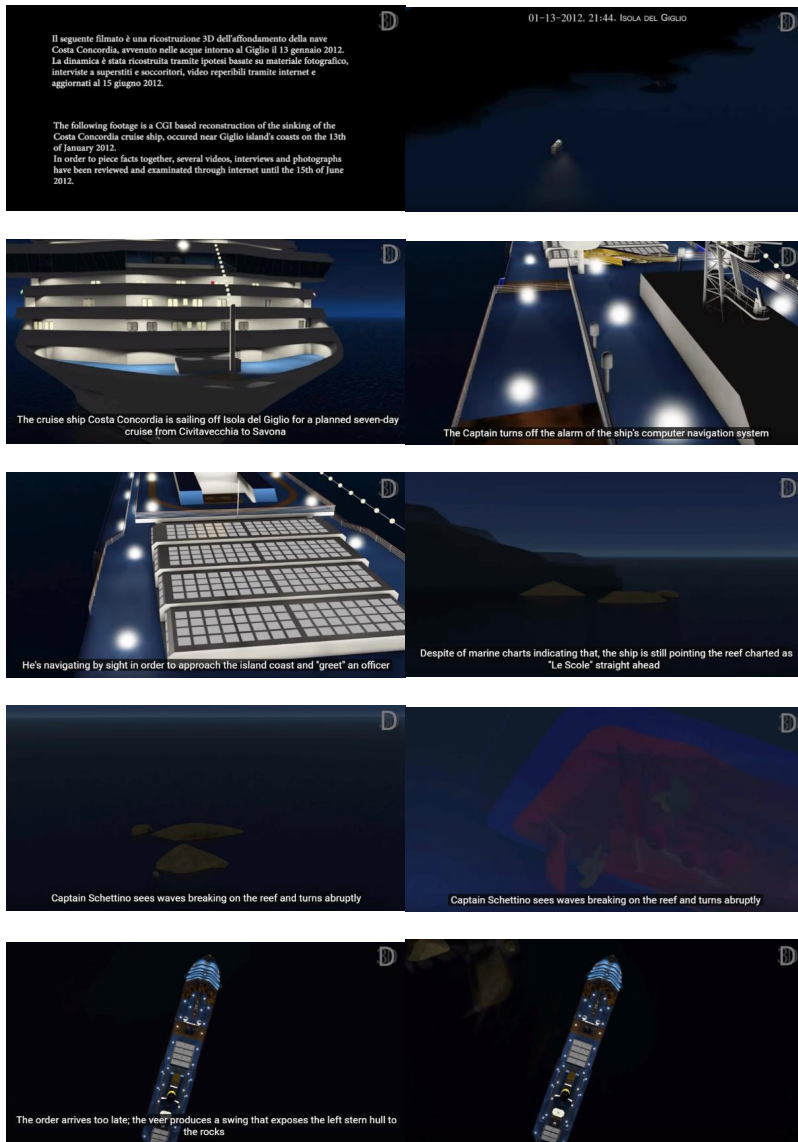 Il seguente filmato è una ricostruzione 3D dell'affondamento della nave
Costa Concordia, avvenuto nelle acque intorno al Giglio il 13 gennaio 2012.
La dinamica è stata ricostruita tramite ipotesi basate su materiale fotografico,
interviste a superstiti e soccoritori, video reperibili tramite internet e
aggiornati al 15 giugno 2012.
The following footage is a CGI based reconstruction of the sinking of the
Costa Concordia cruise ship, occured near Giglio island's coasts on the 13th
of January 2012.
In order to piece facts together, several videos, interviews and photographs
have been reviewed and examinated through internet until the 15th of June
2012.
D
01-13-2012, 21:44. Isola del Giglio
D
The cruise ship Costa Concordia is sailing off Isola del Giglio for a planned seven-day
cruise from Civitavecchia to Savona
D
The Captain turns off the alarm of the ship's computer navigation system
D
He's navigating by sight in order to approach the island coast and "greet" an officer
D
Despite of marine charts indicating that, the ship is still pointing the reef charted as
"Le Scole" straight ahead
D
Captain Schettino sees waves breaking on the reef and turns abruptly
D
Captain Schettino sees waves breaking on the reef and turns abruptly
D
The order arrives too late; the veer produces a swing that exposes the left stern hull to
the rocks
D
D